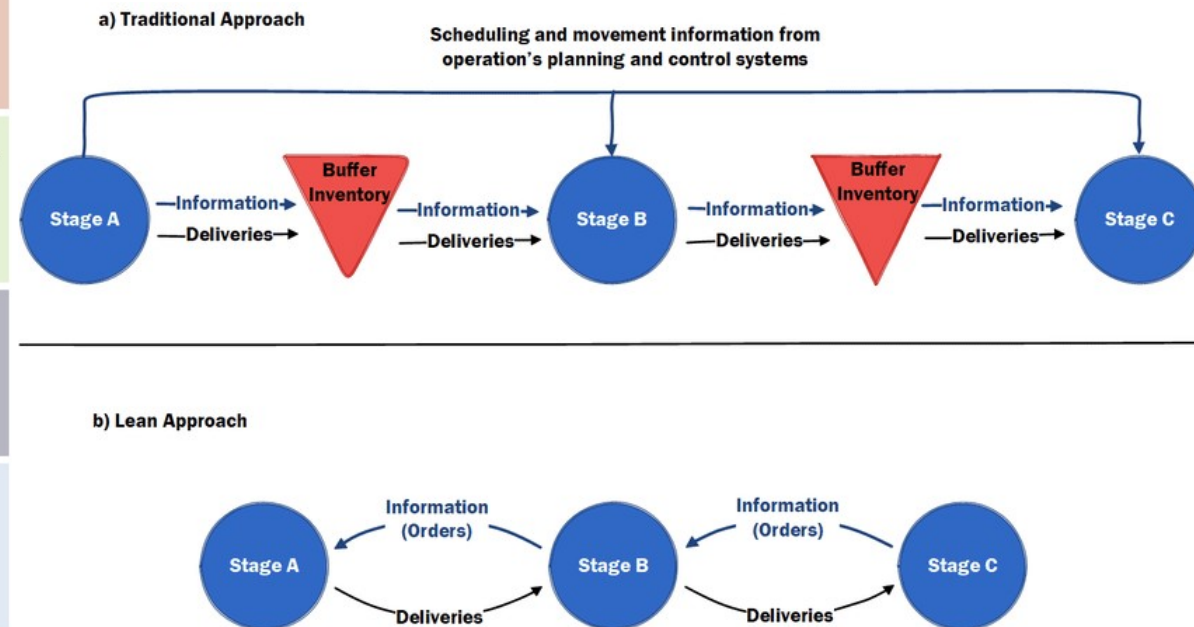 a) Traditional Approach
Scheduling and movement information from
operation's planning and control systems
Stage A
Information
Deliveries
Buffer
Inventory
Information
Deliveries
Stage B
Information
Deliveries
Buffer
Inventory
Information
Deliveries
Stage C
b) Lean Approach
Stage A
Information
(Orders)
Deliveries
Stage B
Information
(Orders)
Deliveries
Stage C